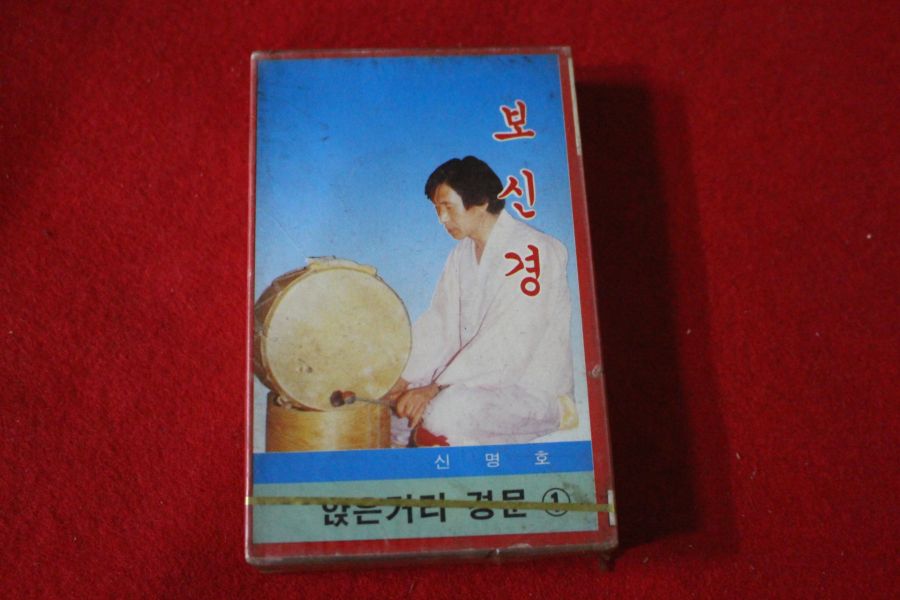 보신경
신명호
앉은거리 경문 ①